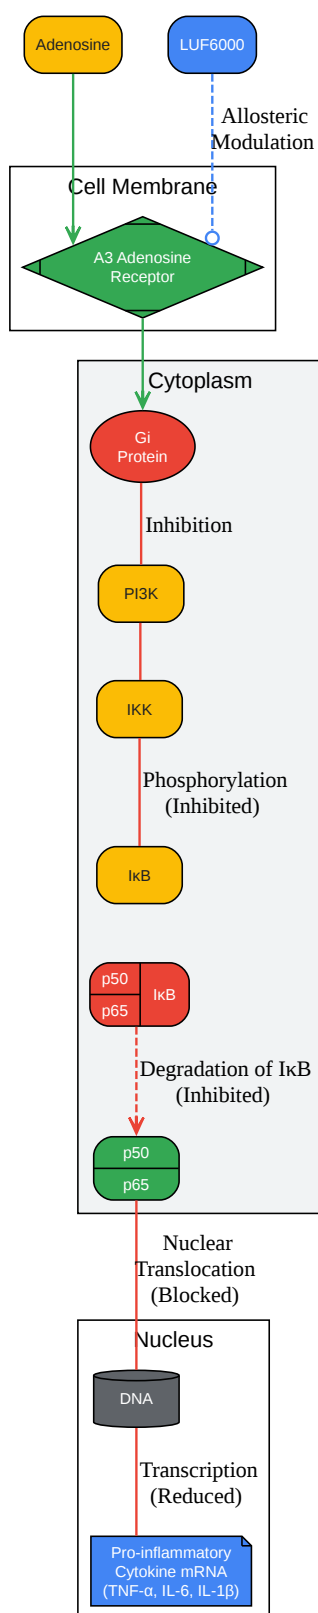 Adenosine
LUF6000
Allosteric
Modulation
Cell Membrane
A3 Adenosine
Receptor
Cytoplasm
Gi
Protein
Inhibition
PI3K
IKK
Phosphorylation
(Inhibited)
IκB
p50
p65
IκB
Degradation of IκB
(Inhibited)
p50
p65
Nuclear
Translocation
(Blocked)
Nucleus
DNA
Transcription
(Reduced)
Pro-inflammatory
Cytokine mRNA
(TNF-α, IL-6, IL-1β)